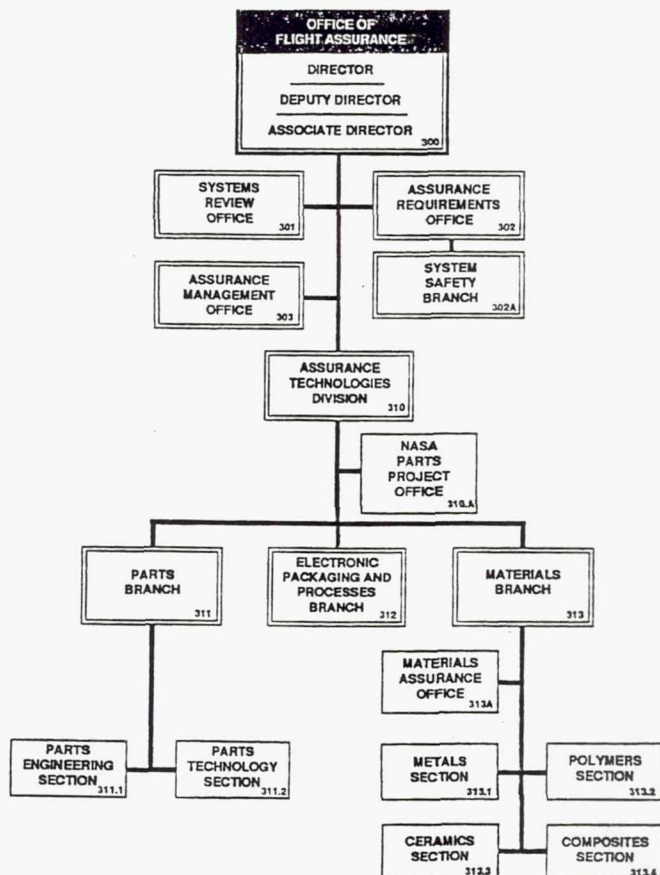 OFFICE OF
FLIGHT ASSURANCE
DIRECTOR
DEPUTY DIRECTOR
ASSOCIATE DIRECTOR
300
SYSTEMS
REVIEW
OFFICE
301
ASSURANCE
REQUIREMENTS
OFFICE
302
ASSURANCE
MANAGEMENT
OFFICE
303
SYSTEM
SAFETY
BRANCH
302A
ASSURANCE
TECHNOLOGIES
DIVISION
310
NASA
PARTS
PROJECT
OFFICE
310.A
PARTS
BRANCH
311
ELECTRONIC
PACKAGING AND
PROCESSES
BRANCH
312
MATERIALS
BRANCH
313
MATERIALS
ASSURANCE
OFFICE
313A
PARTS
ENGINEERING
SECTION
311.1
PARTS
TECHNOLOGY
SECTION
311.2
METALS
SECTION
313.1
POLYMERS
SECTION
313.2
CERAMICS
SECTION
313.3
COMPOSITES
SECTION
313.4